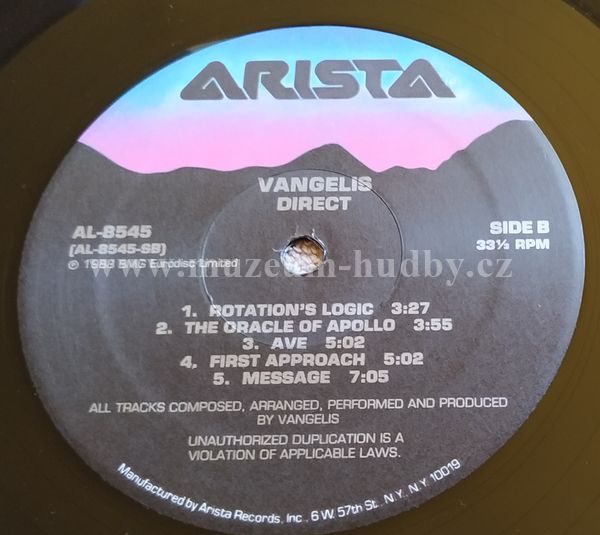 ARISTA
VANGELIS
DIRECT
AL-8545
(AL-8545-SB)
℗ 1988 BMG Eurodisc Limited
SIDE B
33⅓ RPM
www.muzeum-hudby.cz
1. ROTATION'S LOGIC 3:27
2. THE ORACLE OF APOLLO 3:55
3. AVE 5:02
4. FIRST APPROACH 5:02
5. MESSAGE 7:05
ALL TRACKS COMPOSED, ARRANGED, PERFORMED AND PRODUCED
BY VANGELIS
UNAUTHORIZED DUPLICATION IS A
VIOLATION OF APPLICABLE LAWS.
Manufactured by Arista Records, Inc., 6 W. 57th St., N.Y. N.Y. 10019